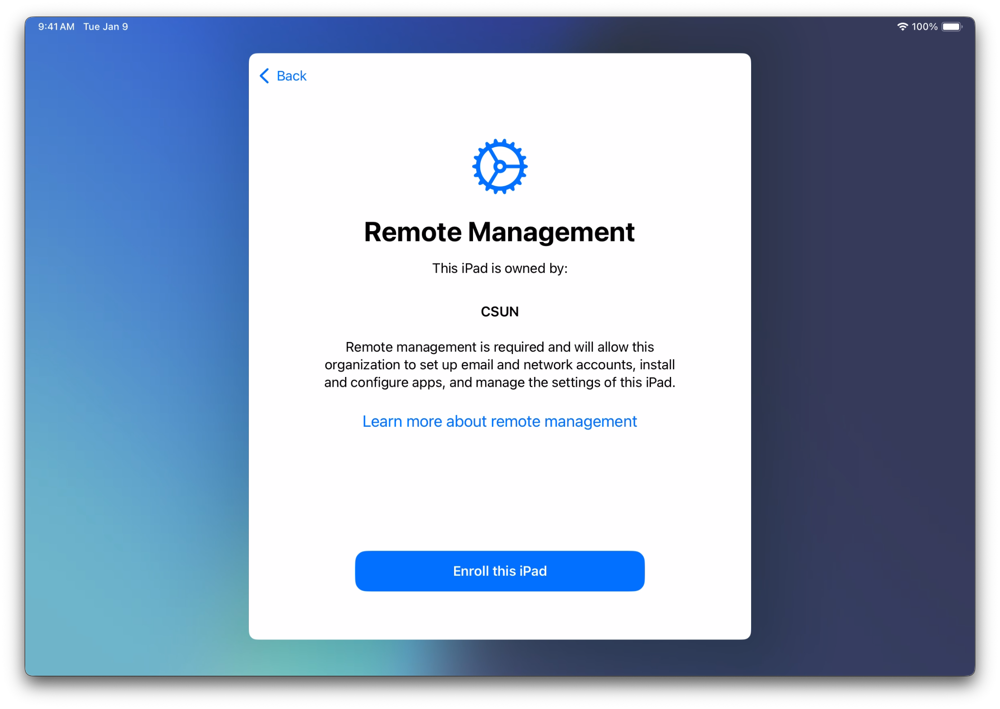 9:41 AM Tue Jan 9 100%
Back
Remote Management
This iPad is owned by:
CSUN
Remote management is required and will allow this
organization to set up email and network accounts, install
and configure apps, and manage the settings of this iPad.
Learn more about remote management
Enroll this iPad